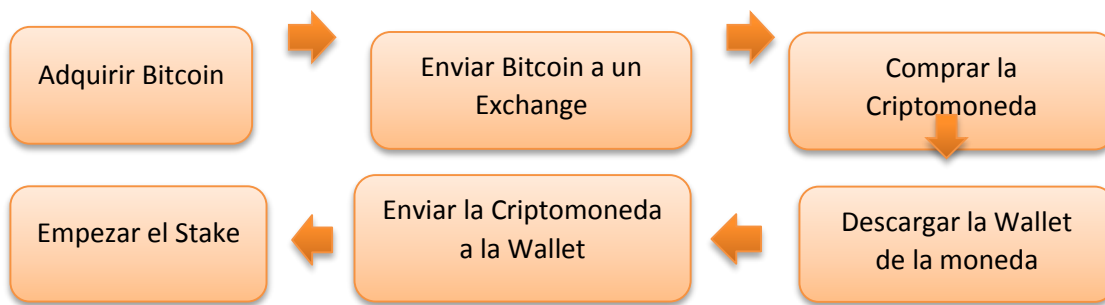 Adquirir Bitcoin
Enviar Bitcoin a un
Exchange
Comprar la
Criptomoneda
Descargar la Wallet
de la moneda
Enviar la Criptomoneda
a la Wallet
Empezar el Stake